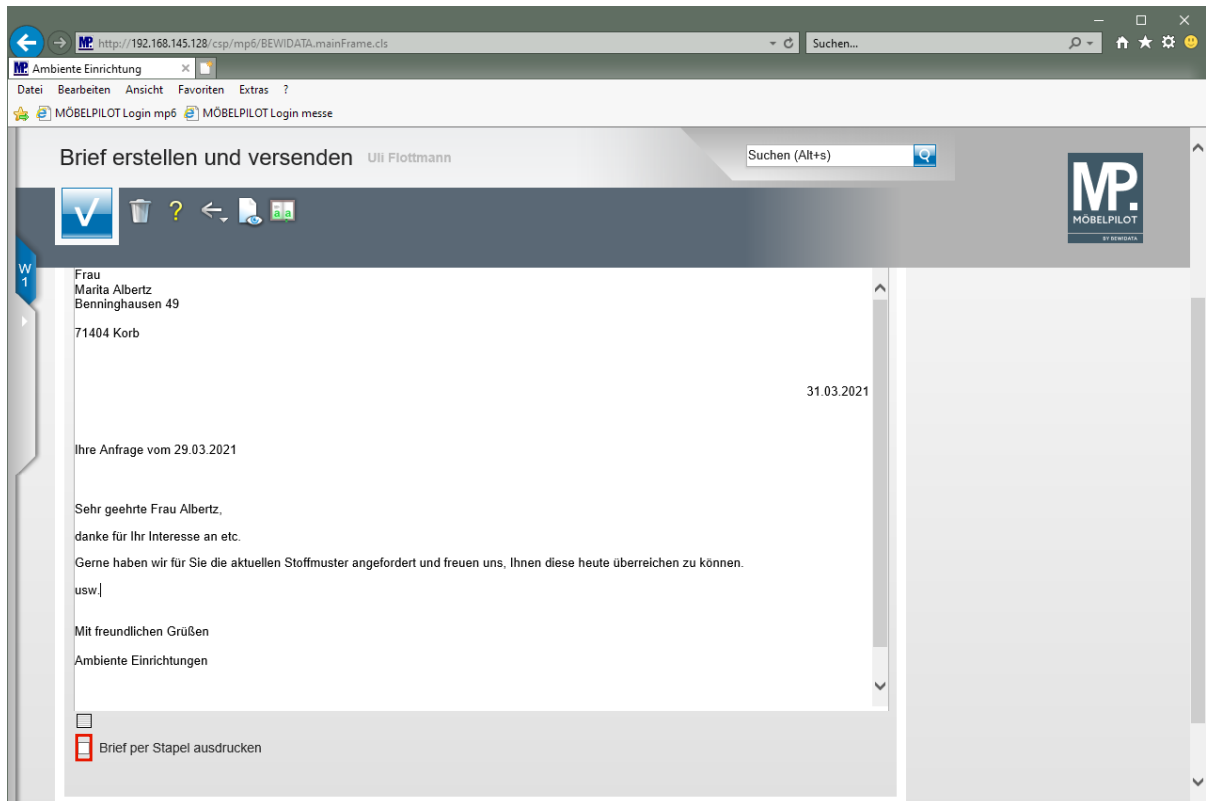 http://192.168.145.128/csp/mp6/BEWIDATA.mainFrame.cls
Suchen...
MP. Ambiente Einrichtung
Datei Bearbeiten Ansicht Favoriten Extras ?
MÖBELPILOT Login mp6 MÖBELPILOT Login messe
Brief erstellen und versenden Uli Flottmann
Suchen (Alt+s)
MP.
MÖBELPILOT
BY BEWIDATA
W
1
Frau
Marita Albertz
Benninghausen 49
71404 Korb
31.03.2021
Ihre Anfrage vom 29.03.2021
Sehr geehrte Frau Albertz,
danke für Ihr Interesse an etc.
Gerne haben wir für Sie die aktuellen Stoffmuster angefordert und freuen uns, Ihnen diese heute überreichen zu können.
usw.
Mit freundlichen Grüßen
Ambiente Einrichtungen
Brief per Stapel ausdrucken